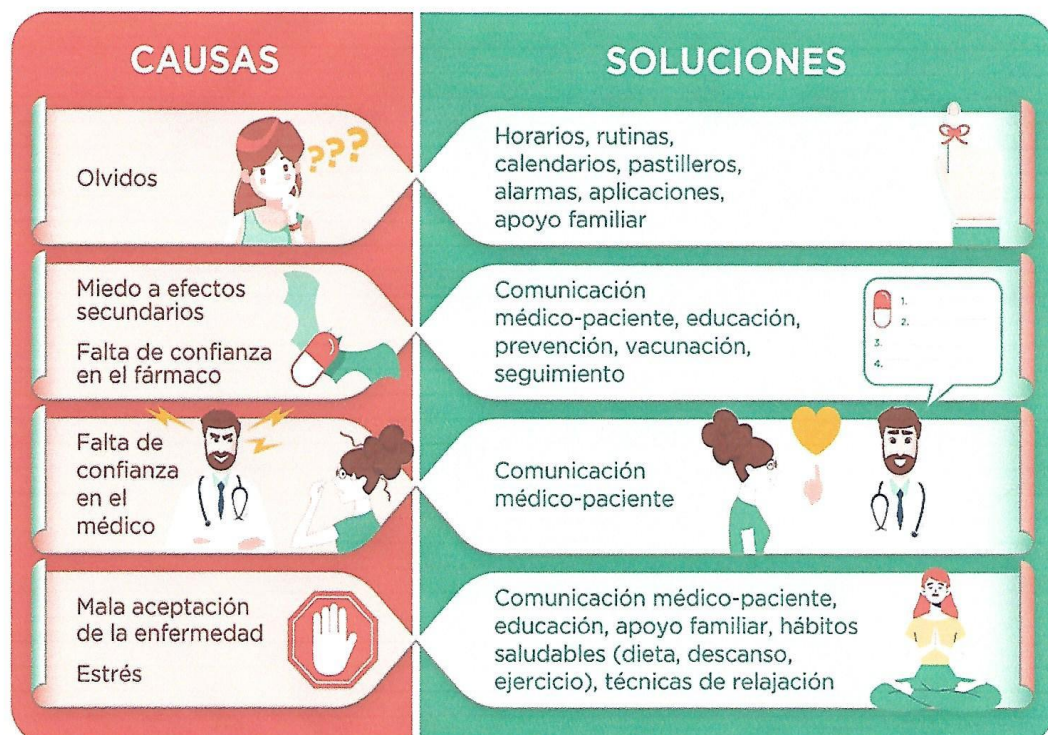 CAUSAS
SOLUCIONES
Olvidos
???
Horarios, rutinas,
calendarios, pastilleros,
alarmas, aplicaciones,
apoyo familiar
Miedo a efectos
secundarios
Falta de confianza
en el fármaco
Comunicación
médico-paciente, educación,
prevención, vacunación,
seguimiento
1.
2.
3.
4.
Falta de
confianza
en el
médico
Comunicación
médico-paciente
Mala aceptación
de la enfermedad
Estrés
Comunicación médico-paciente,
educación, apoyo familiar, hábitos
saludables (dieta, descanso,
ejercicio), técnicas de relajación